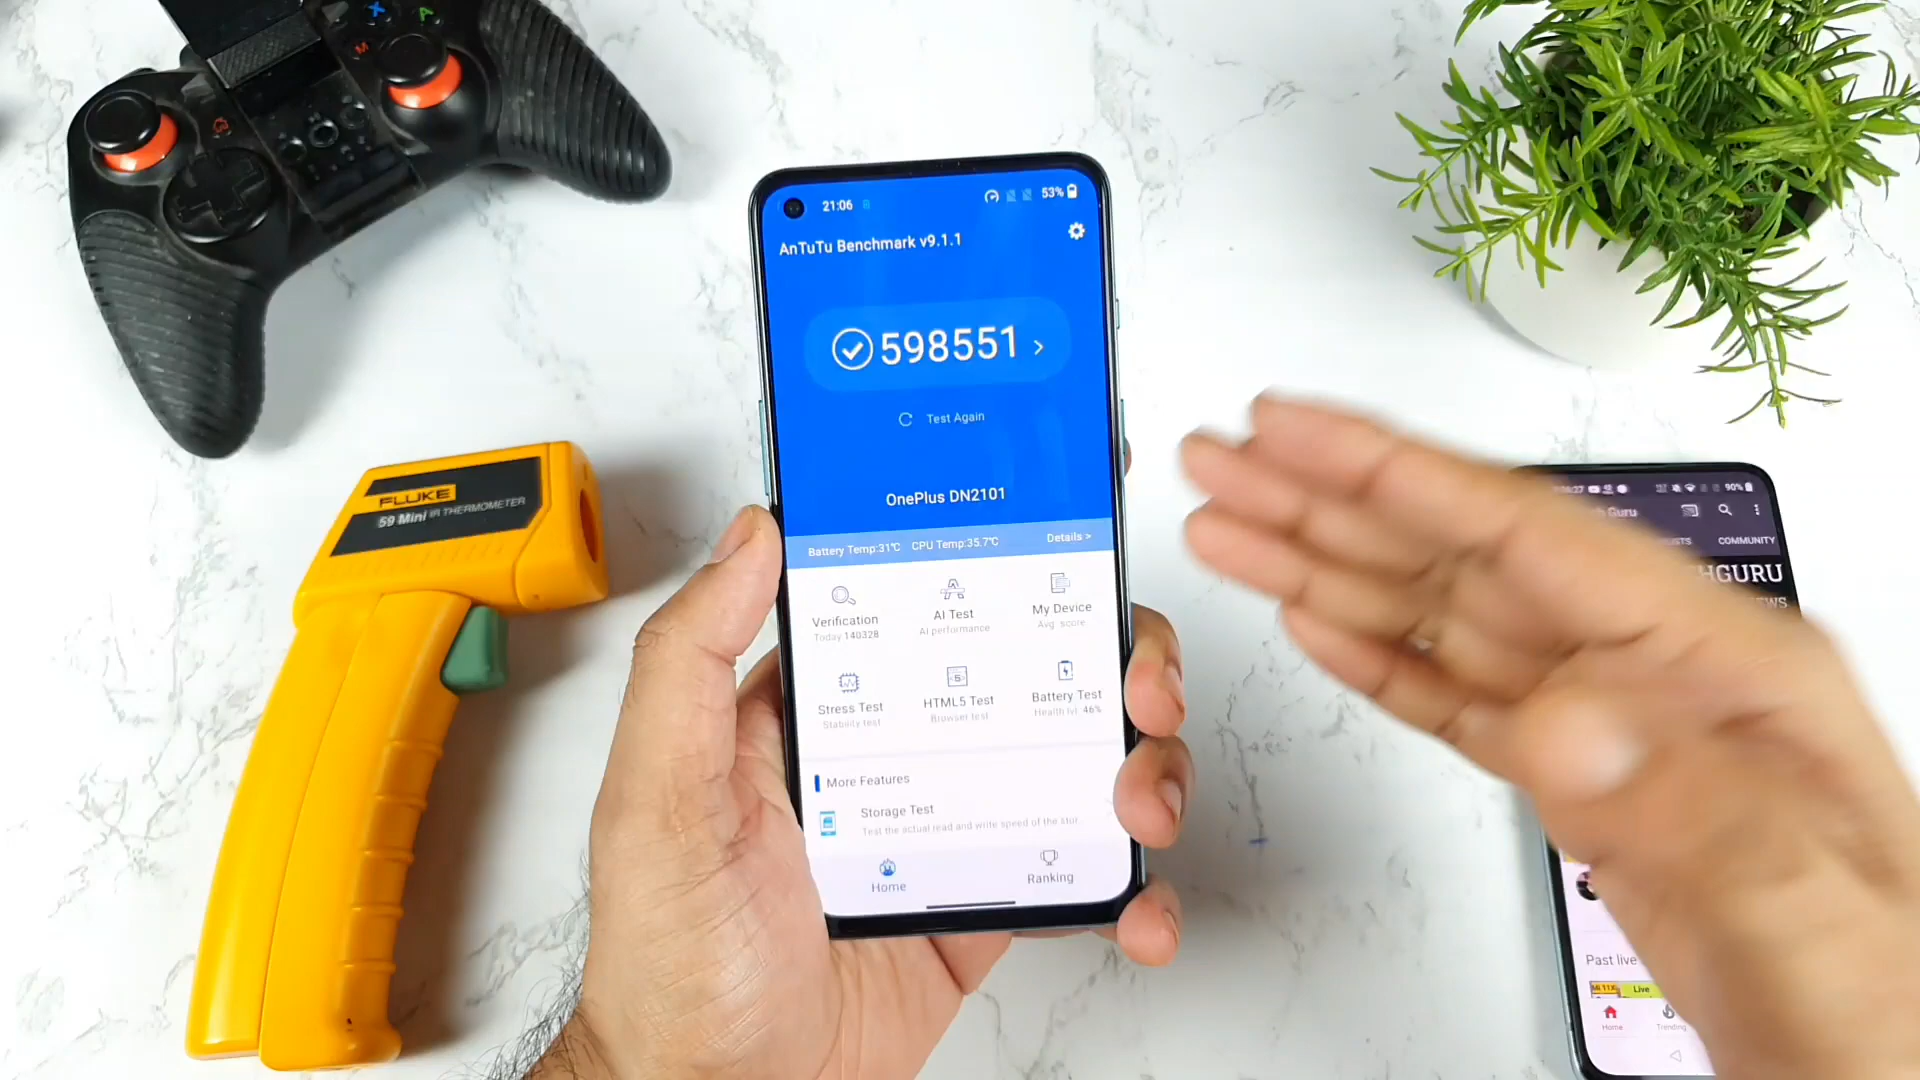 X
A
M
21:06
53%
AnTuTu Benchmark v9.1.1
598551 >
Test Again
OnePlus DN2101
Battery Temp:31℃ CPU Temp:35.7℃ Details >
Verification
Today 140328
AI Test
AI performance
My Device
Avg. score
Stress Test
Stability test
HTML5 Test
Browser test
Battery Test
Health lvl. 46%
More Features
Storage Test
Test the actual read and write speed of the stor...
Home
Ranking
FLUKE
59 Mini IR THERMOMETER
90%
Guru
COMMUNITY
HGURU
Past live
Live
Home
Trending